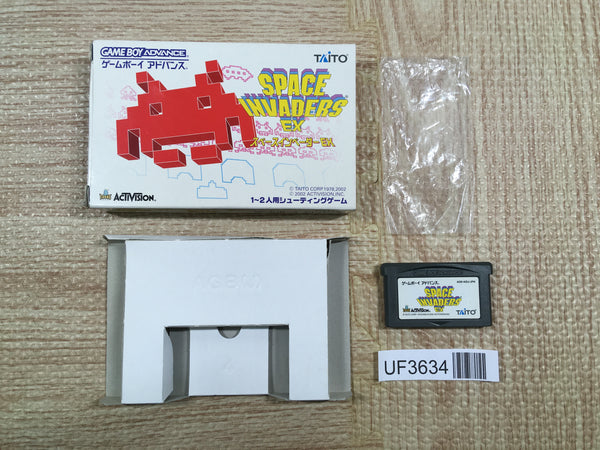 GAME BOY ADVANCE
ゲームボーイ アドバンス
TAITO
SPACE
INVADERS
EX
スペースインベーダー EX
© TAITO CORP.1978,2002
© 2002 ACTIVISION,INC.
1~2人用シューティングゲーム
ACTIVISION.
ゲームボーイ アドバンス
SPACE
INVADERS
EX
ACTIVISION
TAITO
UF3634